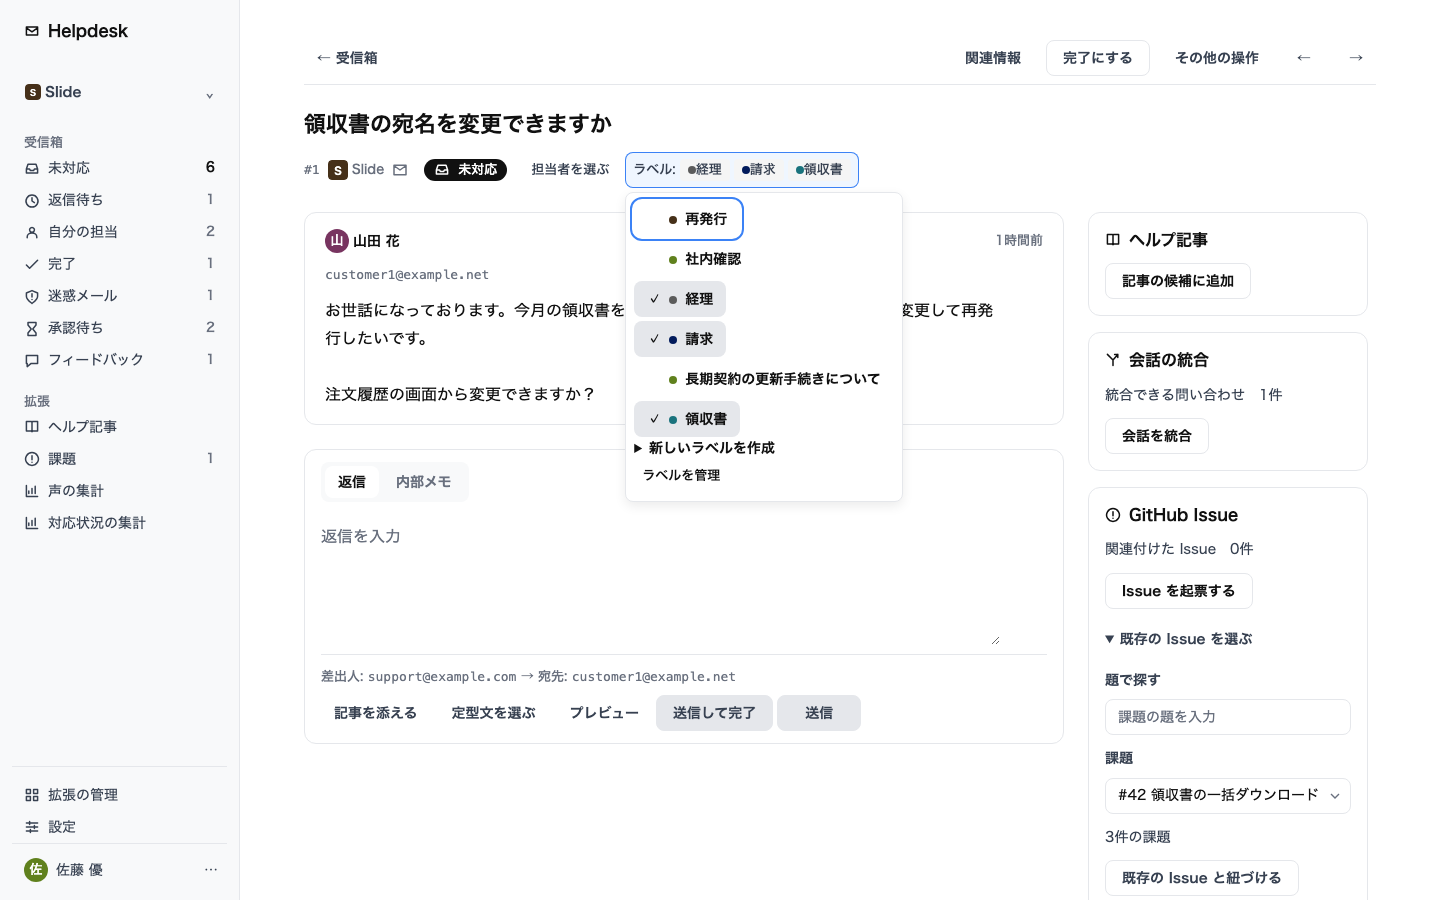 Helpdesk
S Slide
受信箱
未対応 6
返信待ち 1
自分の担当 2
完了 1
迷惑メール 1
承認待ち 2
フィードバック 1
拡張
ヘルプ記事
課題 1
声の集計
対応状況の集計
拡張の管理
設定
佐 佐藤 優 …
← 受信箱 関連情報 完了にする その他の操作 ← →
領収書の宛名を変更できますか
#1 S Slide 未対応 担当者を選ぶ ラベル: 経理 請求 領収書
再発行
社内確認
✓ 経理
✓ 請求
長期契約の更新手続きについて
✓ 領収書
▶ 新しいラベルを作成
ラベルを管理
山 山田 花 1時間前
customer1@example.net
お世話になっております。今月の領収書を 変更して再発
行したいです。
注文履歴の画面から変更できますか？
返信 内部メモ
返信を入力
差出人: support@example.com → 宛先: customer1@example.net
記事を添える 定型文を選ぶ プレビュー 送信して完了 送信
ヘルプ記事
記事の候補に追加
会話の統合
統合できる問い合わせ 1件
会話を統合
GitHub Issue
関連付けた Issue 0件
Issue を起票する
▼ 既存の Issue を選ぶ
題で探す
課題の題を入力
課題
#42 領収書の一括ダウンロード
3件の課題
既存の Issue と紐づける